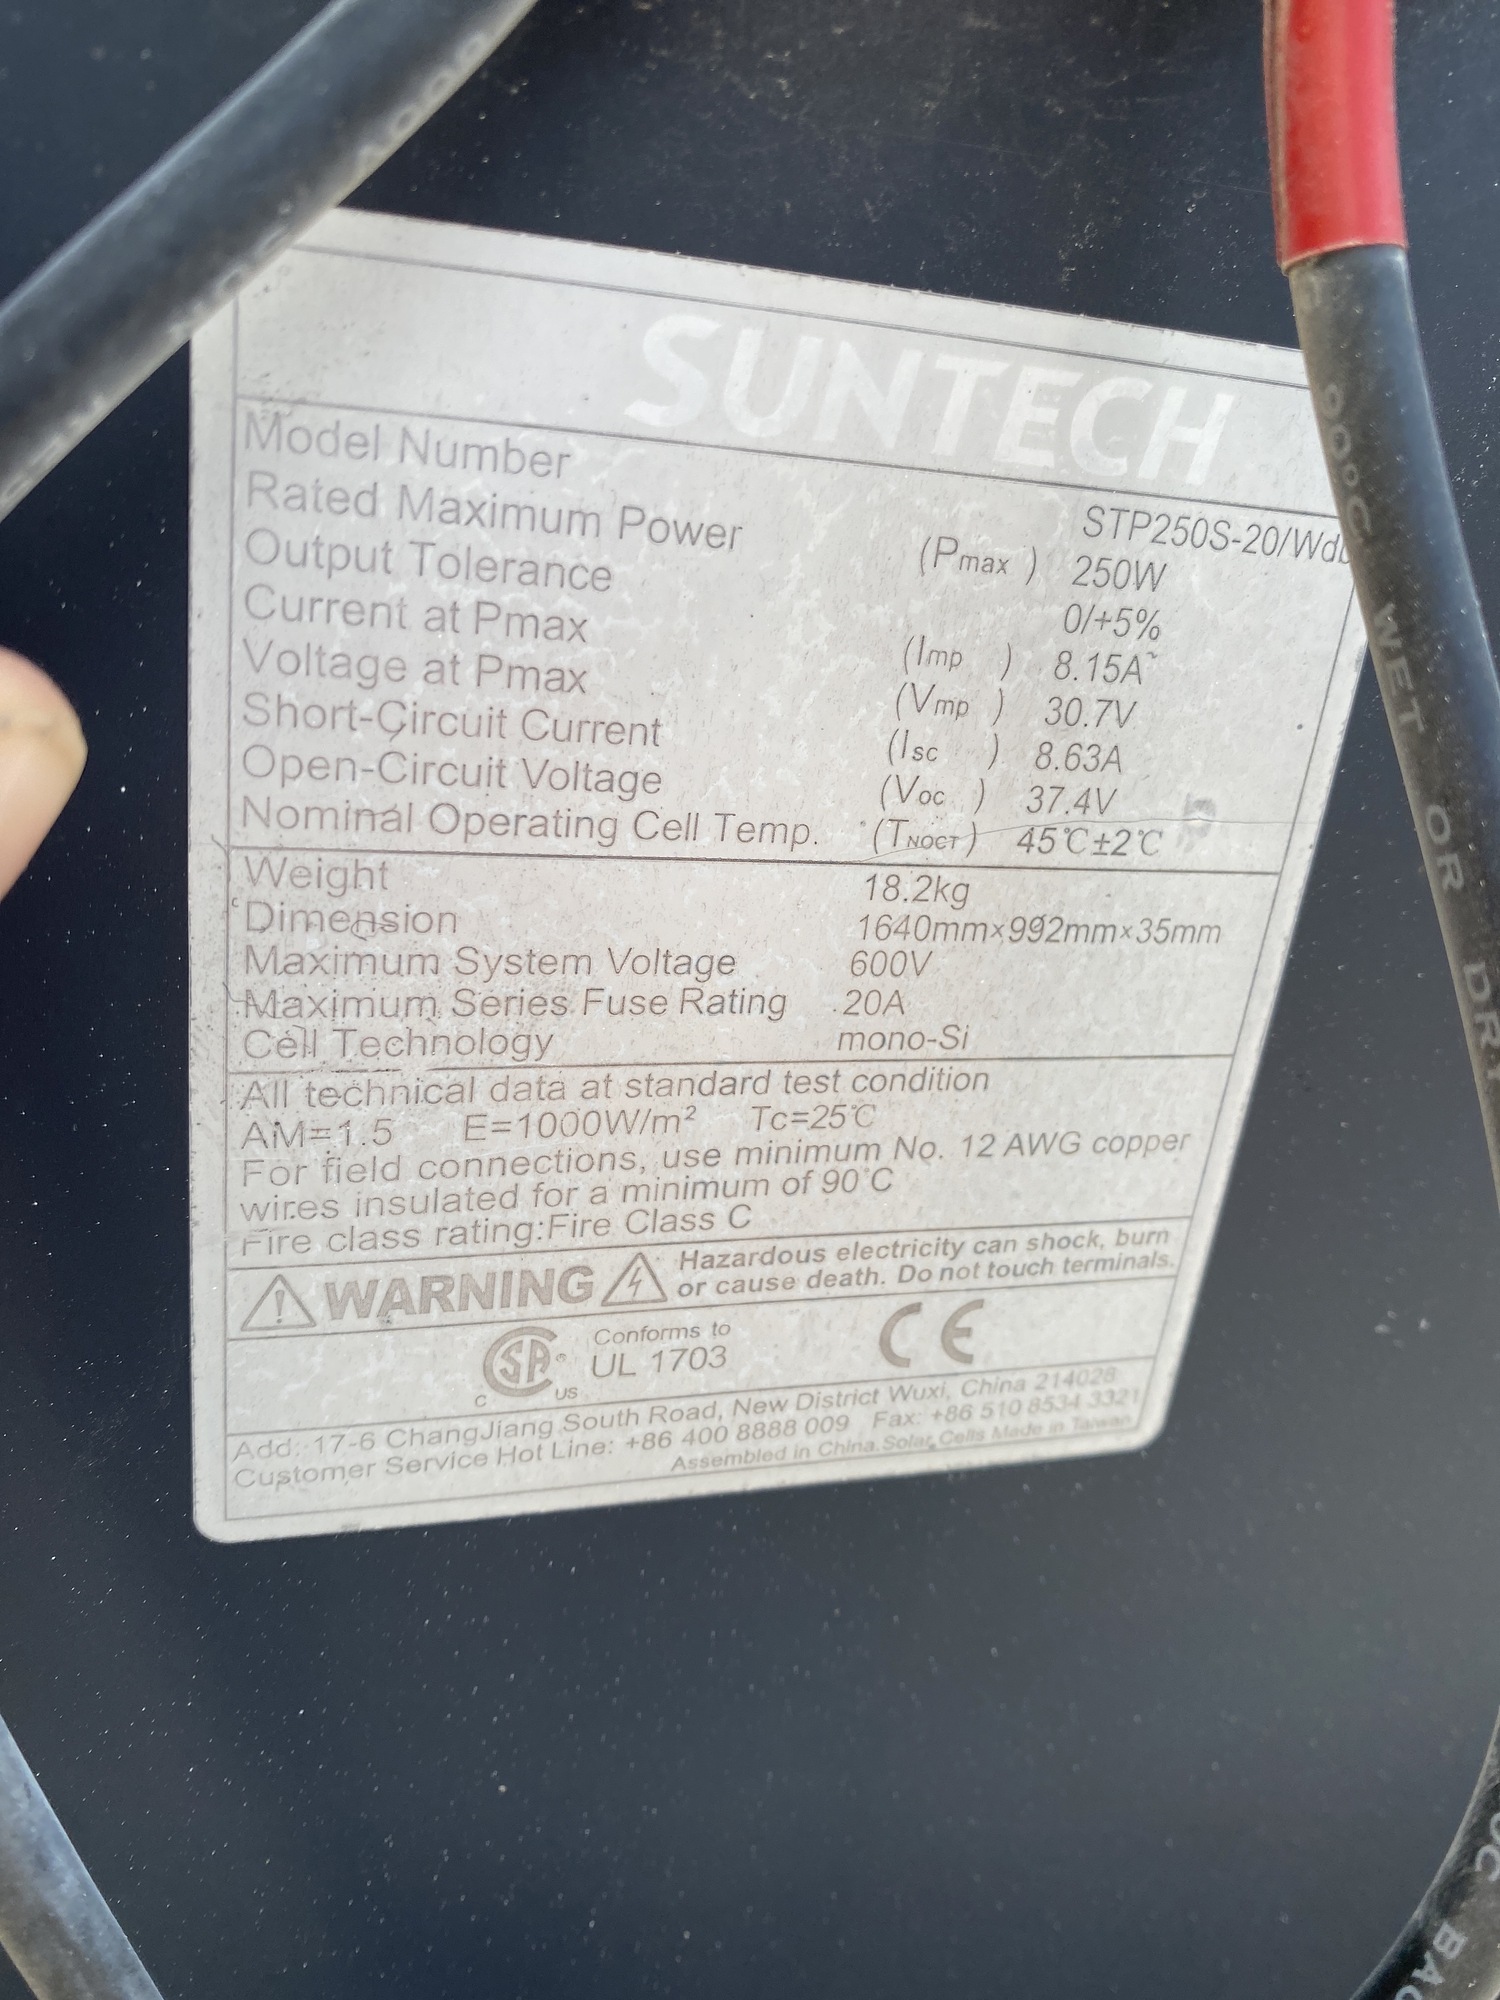 SUNTECH
Model Number STP250S-20/Wd
Rated Maximum Power (Pmax) 250W
Output Tolerance 0/+5%
Current at Pmax (Imp) 8.15A
Voltage at Pmax (Vmp) 30.7V
Short-Circuit Current (Isc) 8.63A
Open-Circuit Voltage (Voc) 37.4V
Nominal Operating Cell Temp. (TNOCT) 45℃±2℃
Weight 18.2kg
Dimension 1640mm×992mm×35mm
Maximum System Voltage 600V
Maximum Series Fuse Rating 20A
Cell Technology mono-Si
All technical data at standard test condition
AM=1.5 E=1000W/m² Tc=25℃
For field connections, use minimum No. 12 AWG copper
wires insulated for a minimum of 90°C
Fire class rating:Fire Class C
WARNING Hazardous electricity can shock, burn
or cause death. Do not touch terminals.
C SA® US Conforms to
UL 1703
CE
Add: 17-6 ChangJiang South Road, New District Wuxi, China 214028
Customer Service Hot Line: +86 400 8888 009 Fax: +86 510 8534 3321
Assembled in China. Solar Cells Made in Taiwan
90°C WET OR DRY